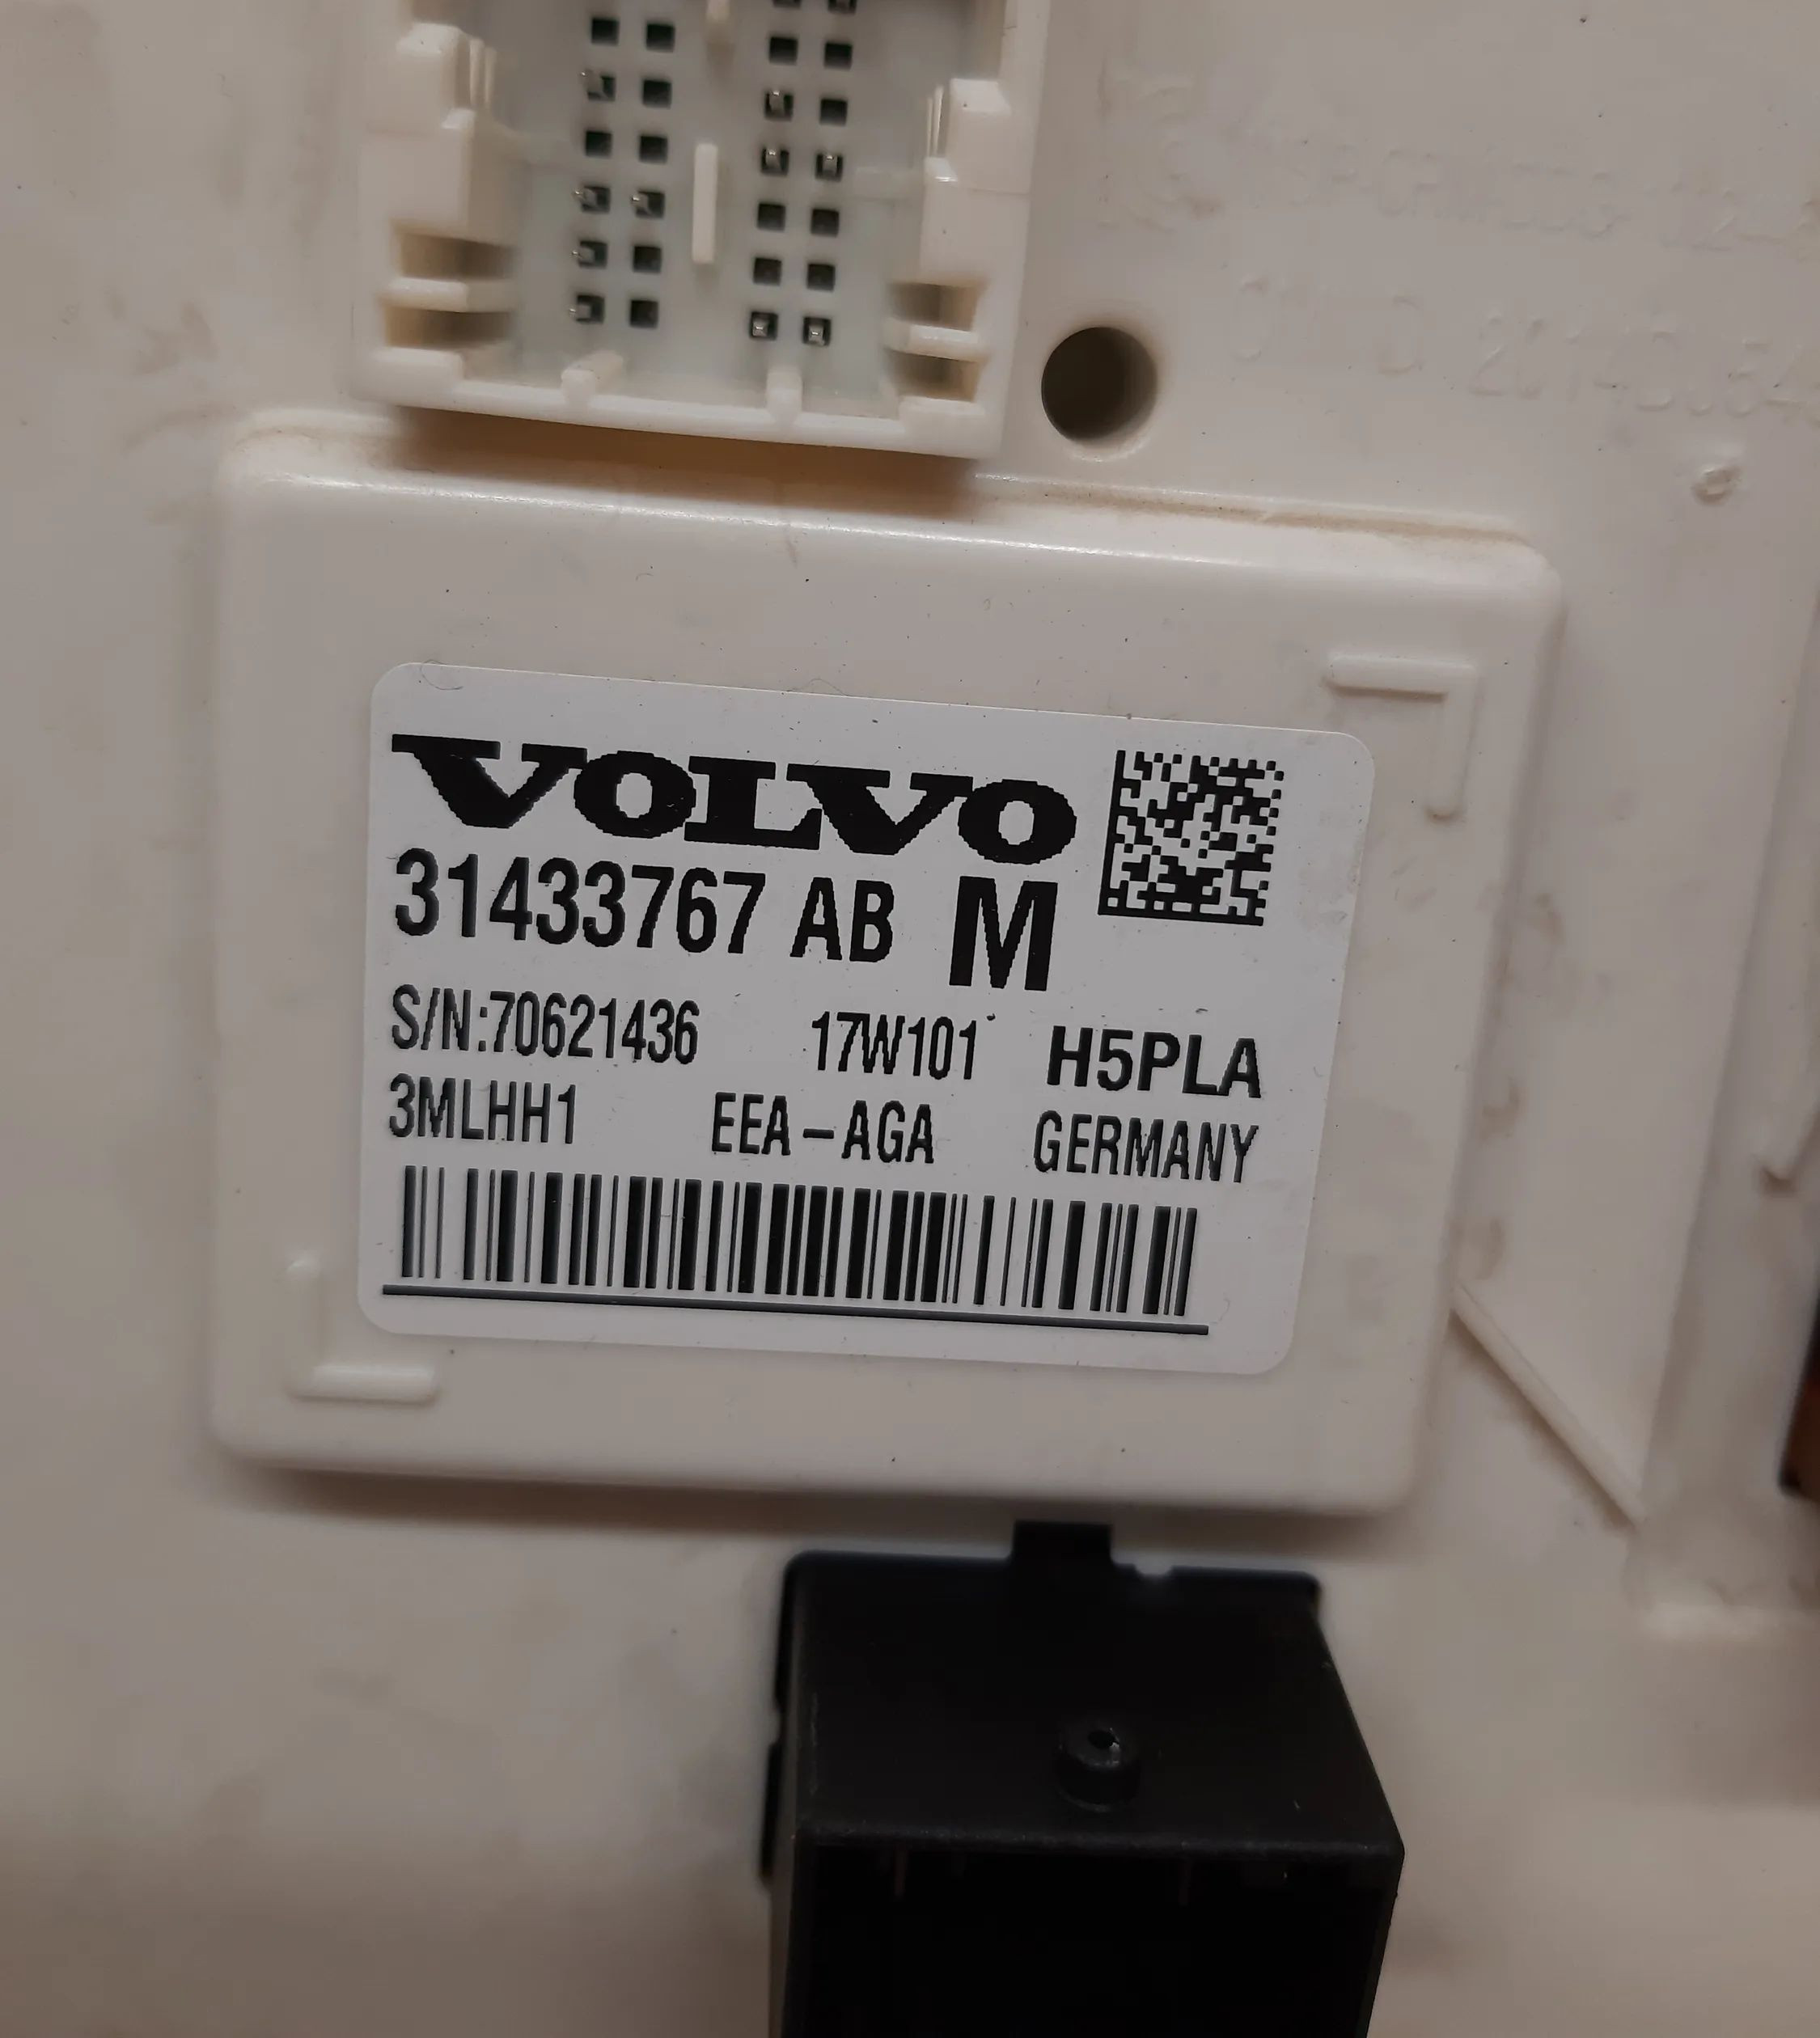 VOLVO
31433767 AB M
S/N:70621436 17W101 H5PLA
3MLHH1 EEA-AGA GERMANY